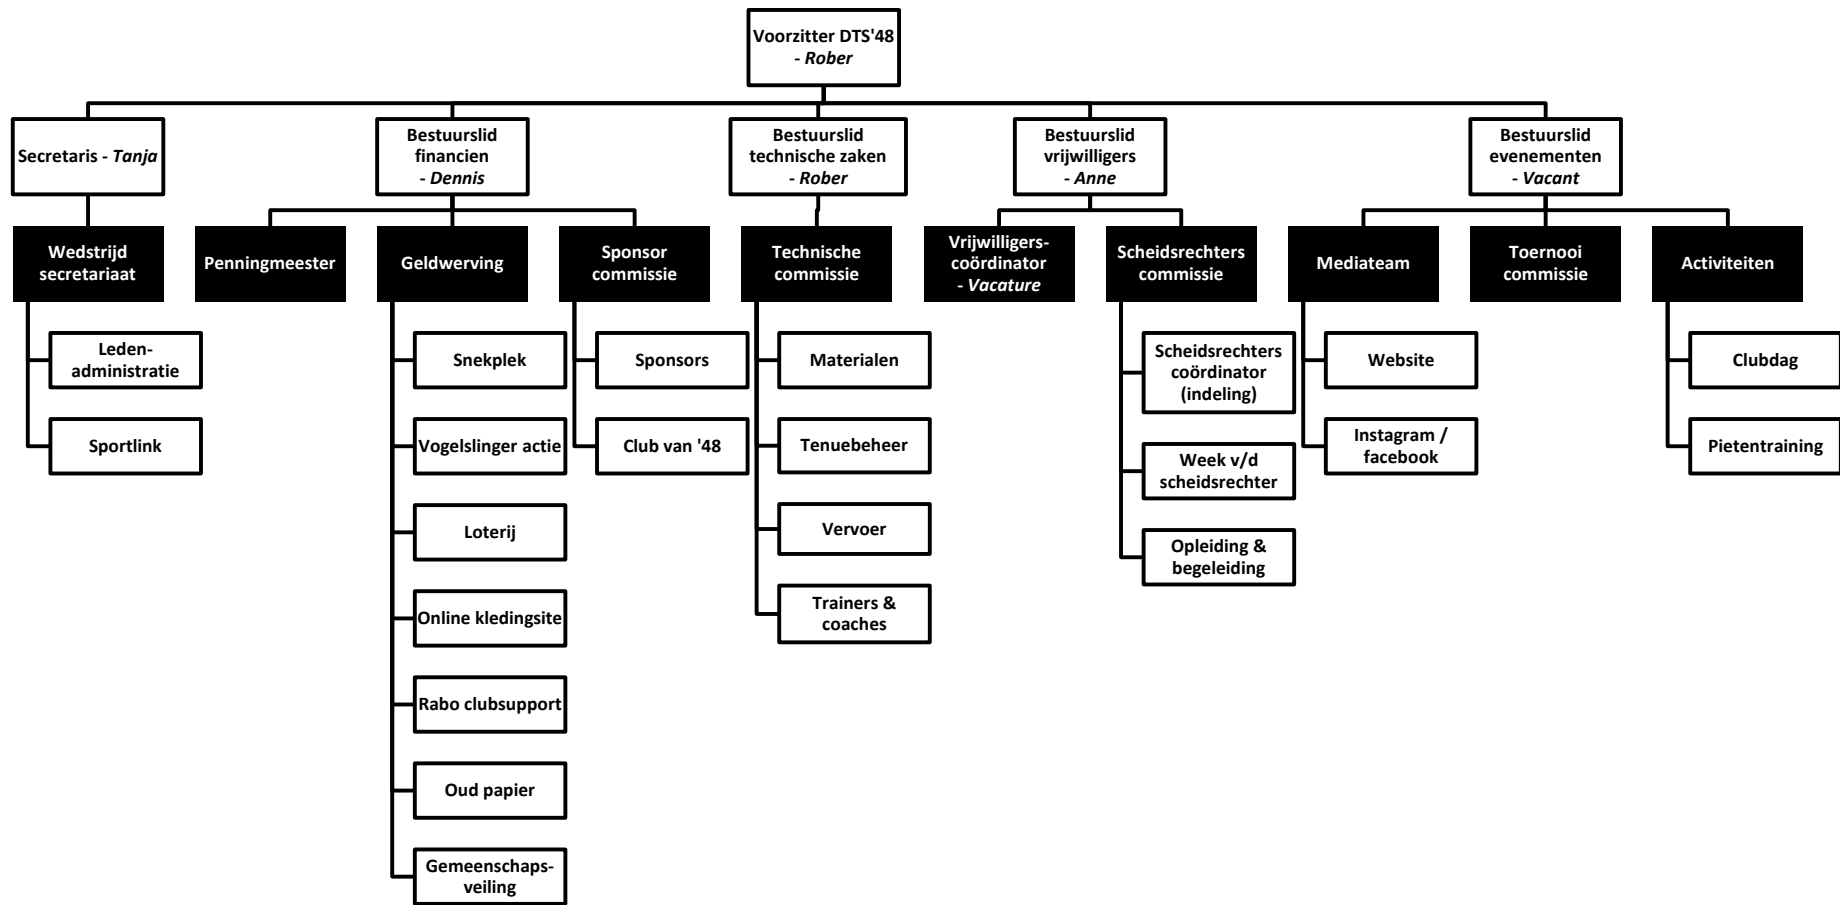 Voorzitter DTS'48
- Rober
Secretaris - Tanja
Bestuurslid
financien
- Dennis
Bestuurslid
technische zaken
- Rober
Bestuurslid
vrijwilligers
- Anne
Bestuurslid
evenementen
- Vacant
Wedstrijd
secretariaat
Penningmeester
Geldwerving
Sponsor
commissie
Technische
commissie
Vrijwilligers-
coördinator
- Vacature
Scheidsrechters
commissie
Mediateam
Toernooi
commissie
Activiteiten
Leden-
administratie
Sportlink
Snekplek
Vogelslinger actie
Loterij
Online kledingsite
Rabo clubsupport
Oud papier
Gemeenschaps-
veiling
Sponsors
Club van '48
Materialen
Tenuebeheer
Vervoer
Trainers &
coaches
Scheidsrechters
coördinator
(indeling)
Week v/d
scheidsrechter
Opleiding &
begeleiding
Website
Instagram /
facebook
Clubdag
Pietentraining